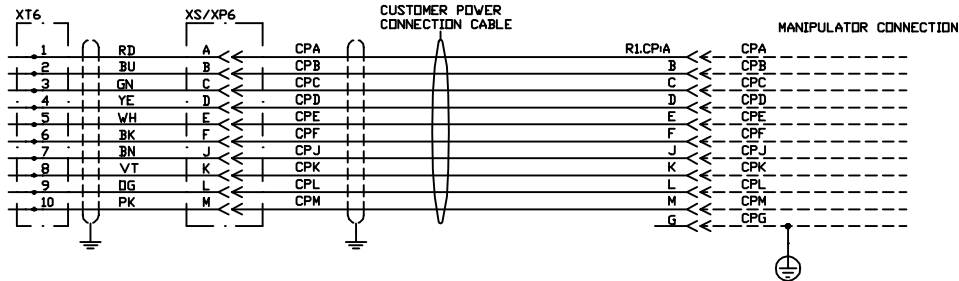 CUSTOMER POWER
CONNECTION CABLE
XT6 XS/XP6 MANIPULATOR CONNECTION
1 RD A CPA R1.CP.A CPA
2 BU B CPB B CPB
3 GN C CPC C CPC
4 YE D CPD D CPD
5 WH E CPE E CPE
6 BK F CPF F CPF
7 BN J CPJ J CPJ
8 VT K CPK K CPK
9 OG L CPL L CPL
10 PK M CPM M CPM
G CPG